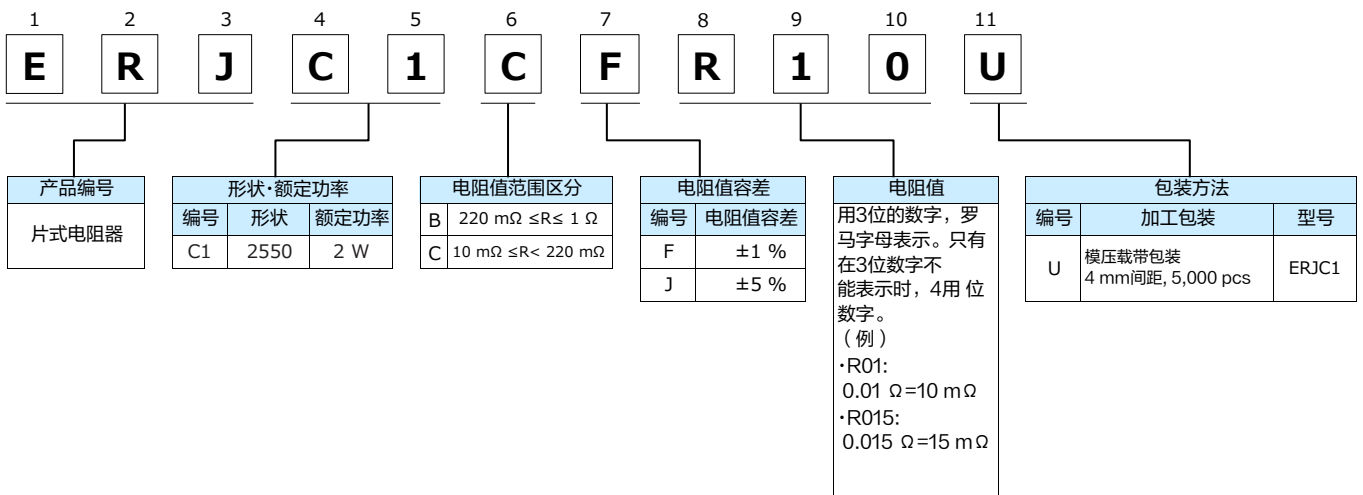 1 2 3 4 5 6 7 8 9 10 11
E R J C 1 C F R 1 0 U
产品编号
片式电阻器
形状·额定功率
编号 形状 额定功率
C1 2550 2 W
电阻值范围区分
B 220 mΩ ≤R≤ 1 Ω
C 10 mΩ ≤R< 220 mΩ
电阻值容差
编号 电阻值容差
F ±1 %
J ±5 %
电阻值
用3位的数字，罗
马字母表示。只有
在3位数字不
能表示时，4用 位
数字。
（例）
·R01:
0.01 Ω=10 mΩ
·R015:
0.015 Ω=15 mΩ
包装方法
编号 加工包装 型号
U 模压载带包装 ERJC1
4 mm间距, 5,000 pcs